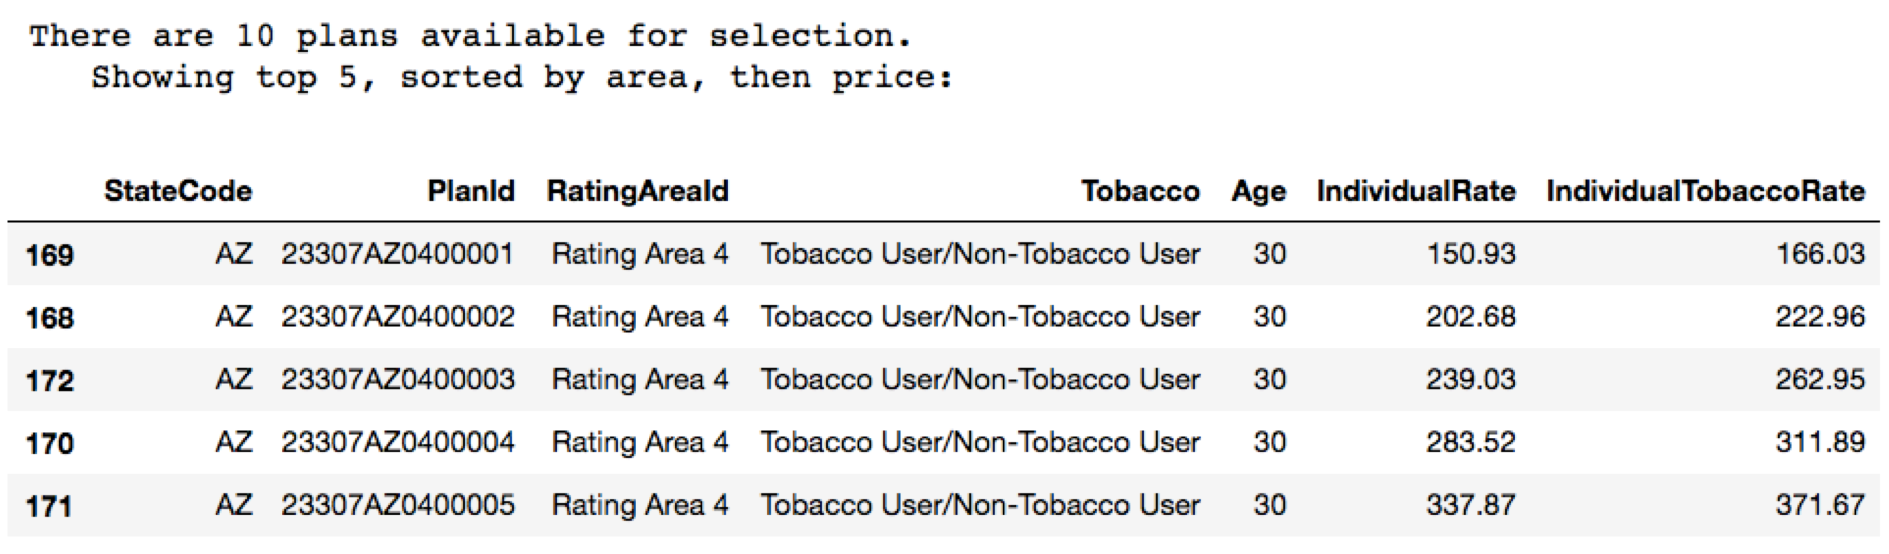 There are 10 plans available for selection.
Showing top 5, sorted by area, then price:
StateCode PlanId RatingAreaId Tobacco Age IndividualRate IndividualTobaccoRate
169 AZ 23307AZ0400001 Rating Area 4 Tobacco User/Non-Tobacco User 30 150.93 166.03
168 AZ 23307AZ0400002 Rating Area 4 Tobacco User/Non-Tobacco User 30 202.68 222.96
172 AZ 23307AZ0400003 Rating Area 4 Tobacco User/Non-Tobacco User 30 239.03 262.95
170 AZ 23307AZ0400004 Rating Area 4 Tobacco User/Non-Tobacco User 30 283.52 311.89
171 AZ 23307AZ0400005 Rating Area 4 Tobacco User/Non-Tobacco User 30 337.87 371.67